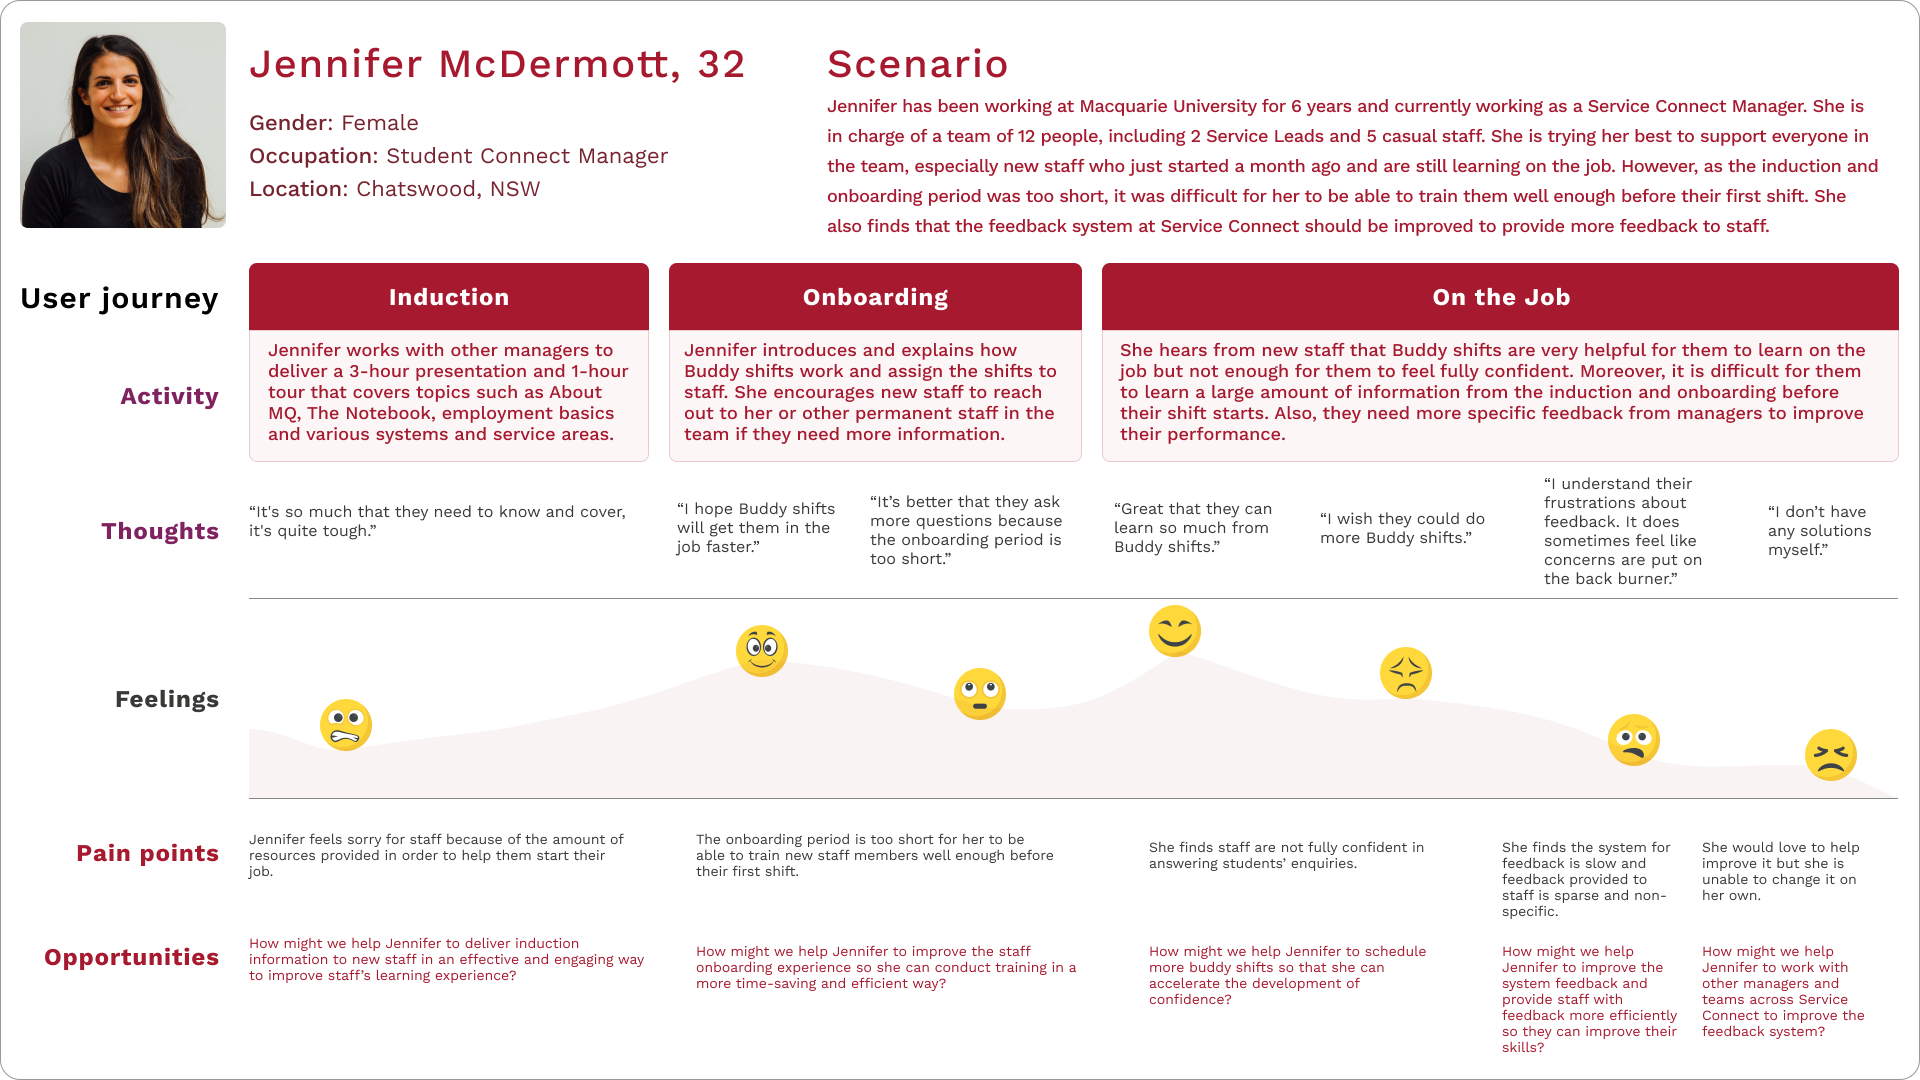 Jennifer McDermott, 32
Gender: Female
Occupation: Student Connect Manager
Location: Chatswood, NSW
Scenario
Jennifer has been working at Macquarie University for 6 years and currently working as a Service Connect Manager. She is
in charge of a team of 12 people, including 2 Service Leads and 5 casual staff. She is trying her best to support everyone in
the team, especially new staff who just started a month ago and are still learning on the job. However, as the induction and
onboarding period was too short, it was difficult for her to be able to train them well enough before their first shift. She
also finds that the feedback system at Service Connect should be improved to provide more feedback to staff.
User journey
Induction
Onboarding
On the Job
Activity
Jennifer works with other managers to
deliver a 3-hour presentation and 1-hour
tour that covers topics such as About
MQ, The Notebook, employment basics
and various systems and service areas.
Jennifer introduces and explains how
Buddy shifts work and assign the shifts to
staff. She encourages new staff to reach
out to her or other permanent staff in the
team if they need more information.
She hears from new staff that Buddy shifts are very helpful for them to learn on the
job but not enough for them to feel fully confident. Moreover, it is difficult for them
to learn a large amount of information from the induction and onboarding before
their shift starts. Also, they need more specific feedback from managers to improve
their performance.
Thoughts
“It's so much that they need to know and cover,
it's quite tough.”
“I hope Buddy shifts
will get them in the
job faster.”
“It’s better that they ask
more questions because
the onboarding period is
too short.”
“Great that they can
learn so much from
Buddy shifts.”
“I wish they could do
more Buddy shifts.”
“I understand their
frustrations about
feedback. It does
sometimes feel like
concerns are put on
the back burner.”
“I don’t have
any solutions
myself.”
Feelings
Pain points
Jennifer feels sorry for staff because of the amount of
resources provided in order to help them start their
job.
The onboarding period is too short for her to be
able to train new staff members well enough before
their first shift.
She finds staff are not fully confident in
answering students’ enquiries.
She finds the system for
feedback is slow and
feedback provided to
staff is sparse and non-
specific.
She would love to help
improve it but she is
unable to change it on
her own.
Opportunities
How might we help Jennifer to deliver induction
information to new staff in an effective and engaging way
to improve staff’s learning experience?
How might we help Jennifer to improve the staff
onboarding experience so she can conduct training in a
more time-saving and efficient way?
How might we help Jennifer to schedule
more buddy shifts so that she can
accelerate the development of
confidence?
How might we help
Jennifer to improve the
system feedback and
provide staff with
feedback more efficiently
so they can improve their
skills?
How might we help
Jennifer to work with
other managers and
teams across Service
Connect to improve the
feedback system?